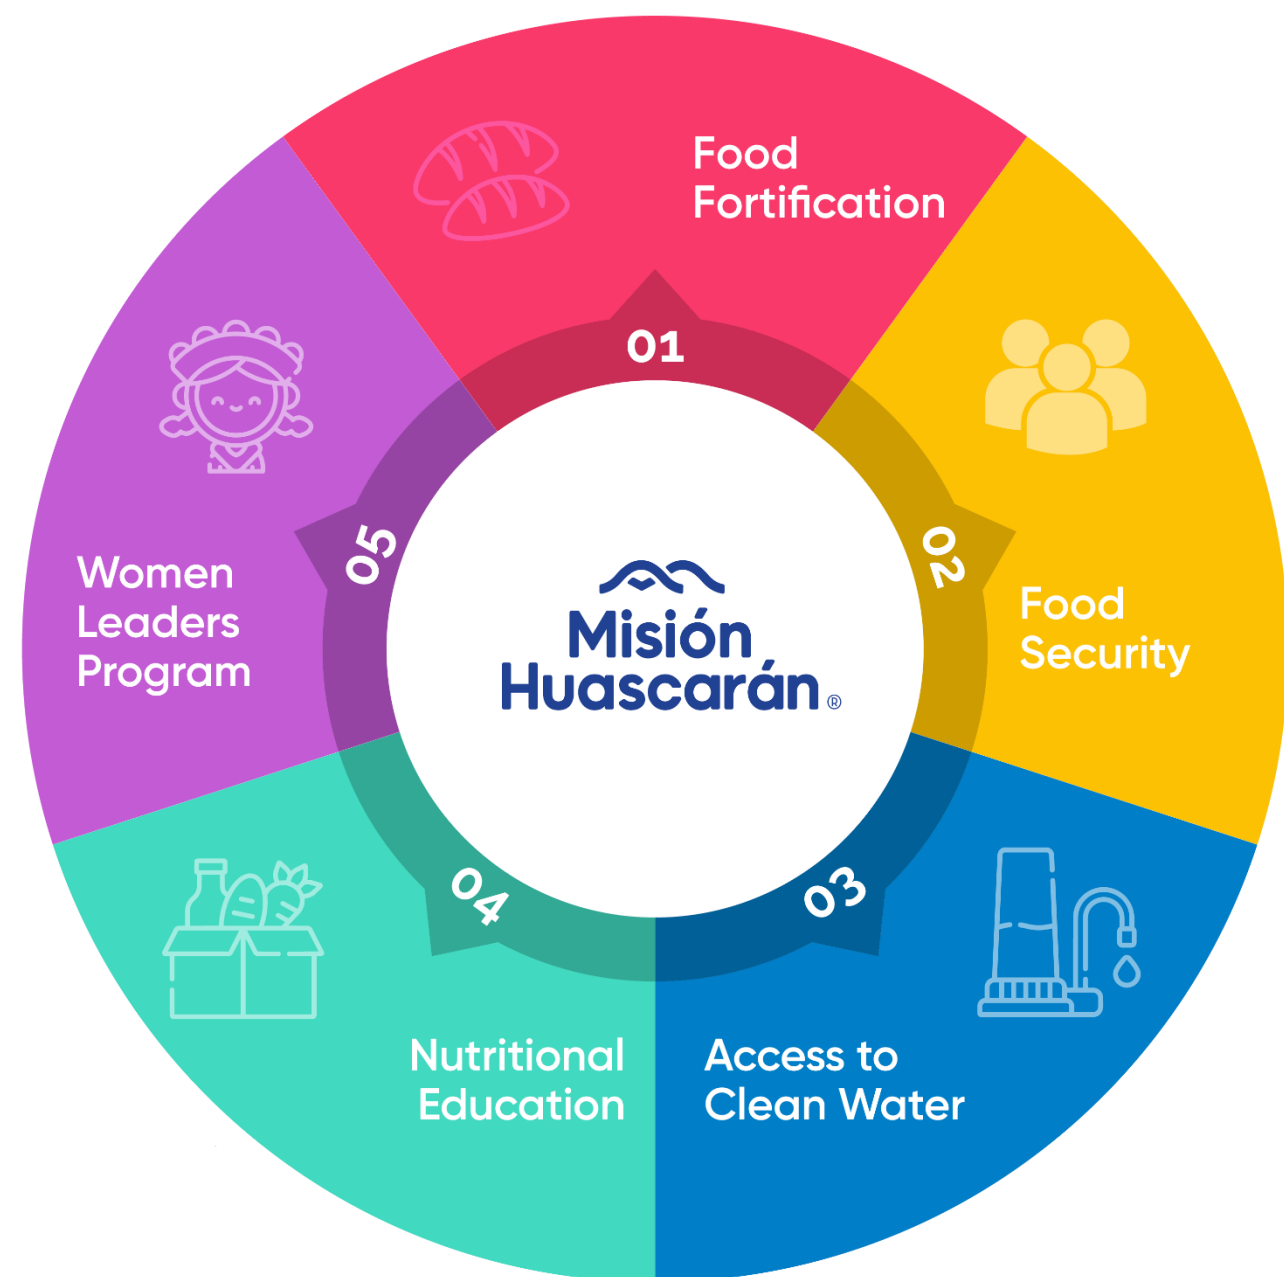 Food
Fortification
01
02
Food
Security
03
Access to
Clean Water
04
Nutritional
Education
05
Women
Leaders
Program
Misión
Huascarán ®